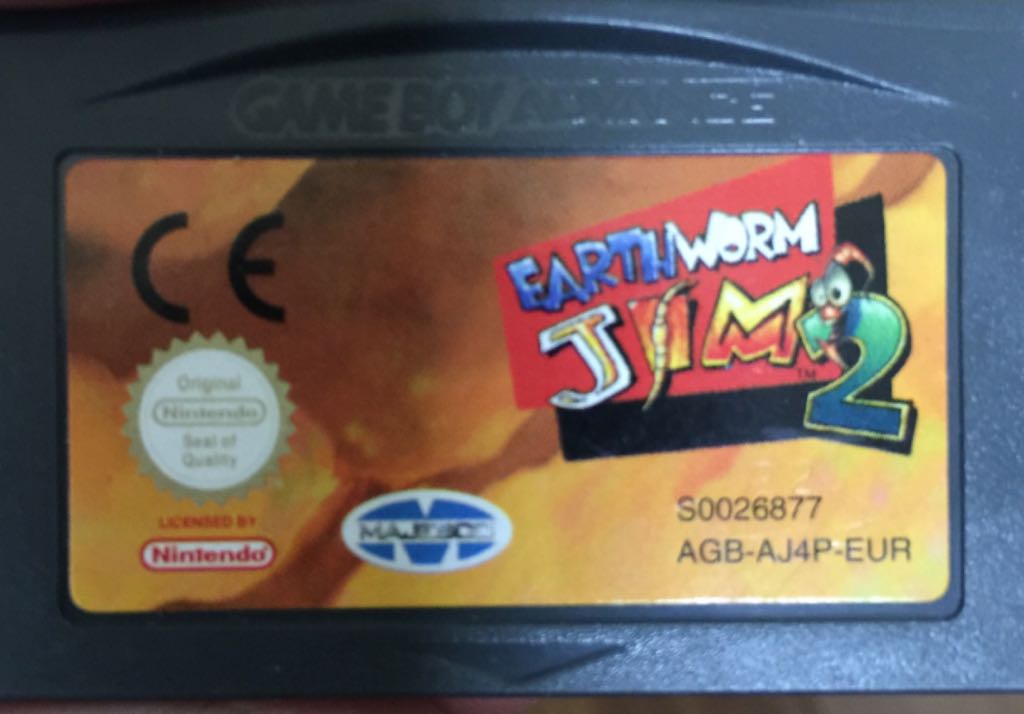 GAME BOY ADVANCE
CE
EARTHWORM
JIM 2
TM
Original
Nintendo
Seal of
Quality
LICENSED BY
Nintendo
MAJESCO
S0026877
AGB-AJ4P-EUR